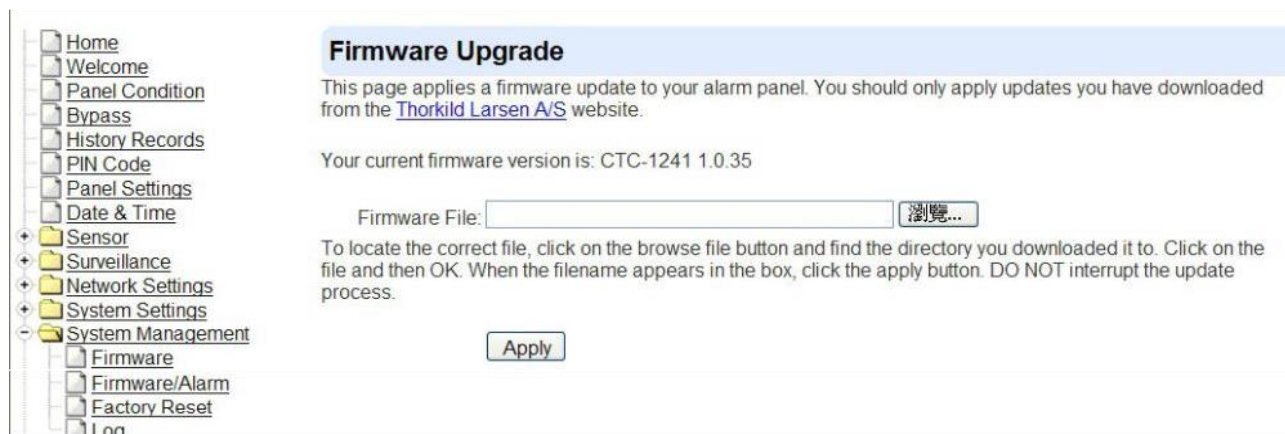 Home
Welcome
Panel Condition
Bypass
History Records
PIN Code
Panel Settings
Date & Time
Sensor
Surveillance
Network Settings
System Settings
System Management
Firmware
Firmware/Alarm
Factory Reset
Log
Firmware Upgrade
This page applies a firmware update to your alarm panel. You should only apply updates you have downloaded
from the Thorkild Larsen A/S website.
Your current firmware version is: CTC-1241 1.0.35
Firmware File: 瀏覽...
To locate the correct file, click on the browse file button and find the directory you downloaded it to. Click on the
file and then OK. When the filename appears in the box, click the apply button. DO NOT interrupt the update
process.
Apply